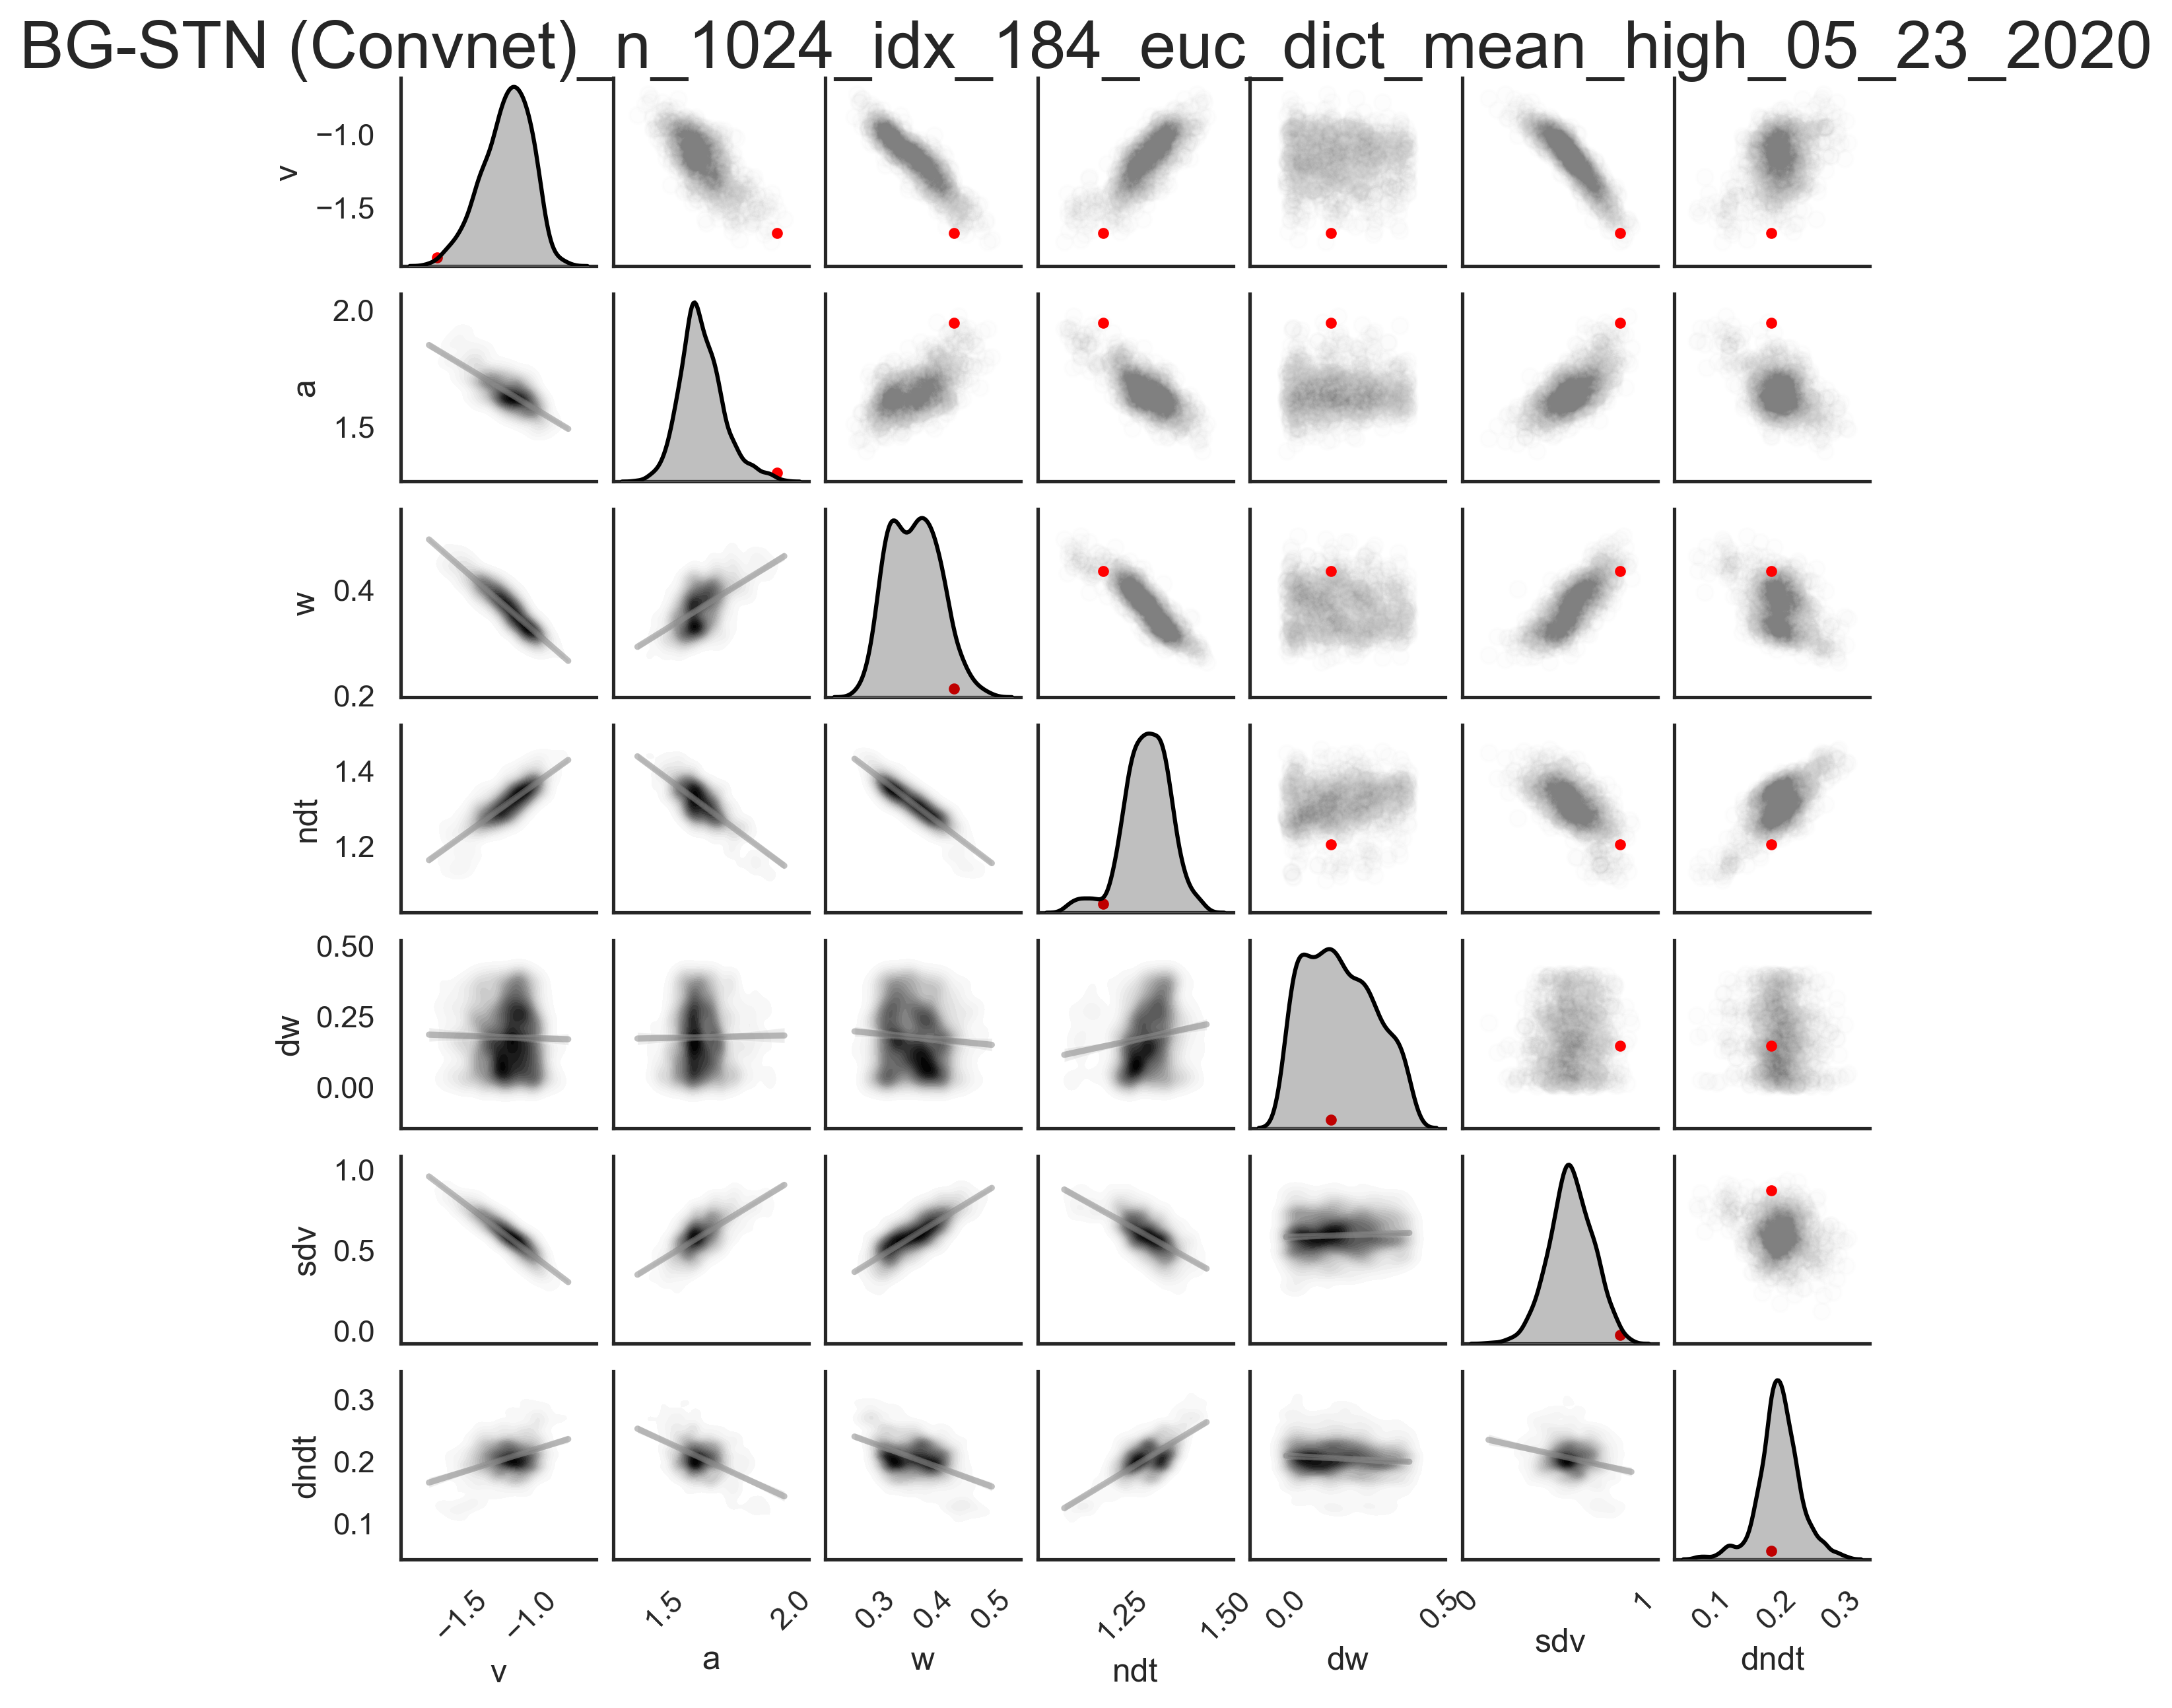 BG-STN (Convnet)_n_1024_idx_184_euc_dict_mean_high_05_23_2020
v
−1.0
−1.5
a
2.0
1.5
w
0.4
0.2
ndt
1.4
1.2
dw
0.50
0.25
0.00
sdv
1.0
0.5
0.0
dndt
0.3
0.2
0.1
−1.5 −1.0 1.5 2.0 0.3 0.4 0.5 1.25 1.50 0.0 0.5 0 1 0.1 0.2 0.3
v a w ndt dw sdv dndt